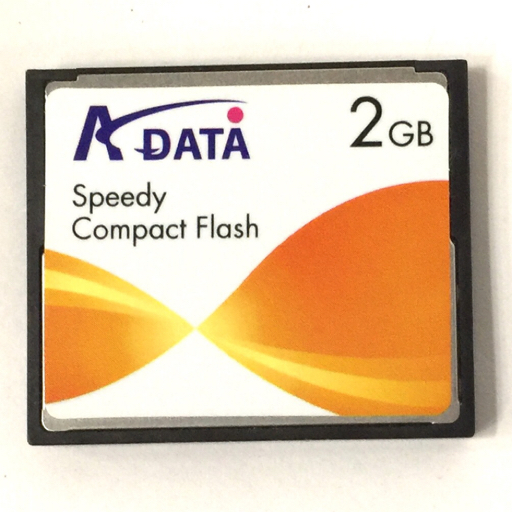 ADATA
2GB
Speedy
Compact Flash